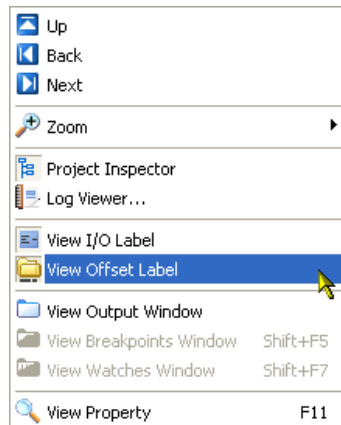 Up
Back
Next
Zoom
Project Inspector
Log Viewer...
View I/O Label
View Offset Label
View Output Window
View Breakpoints Window Shift+F5
View Watches Window Shift+F7
View Property F11